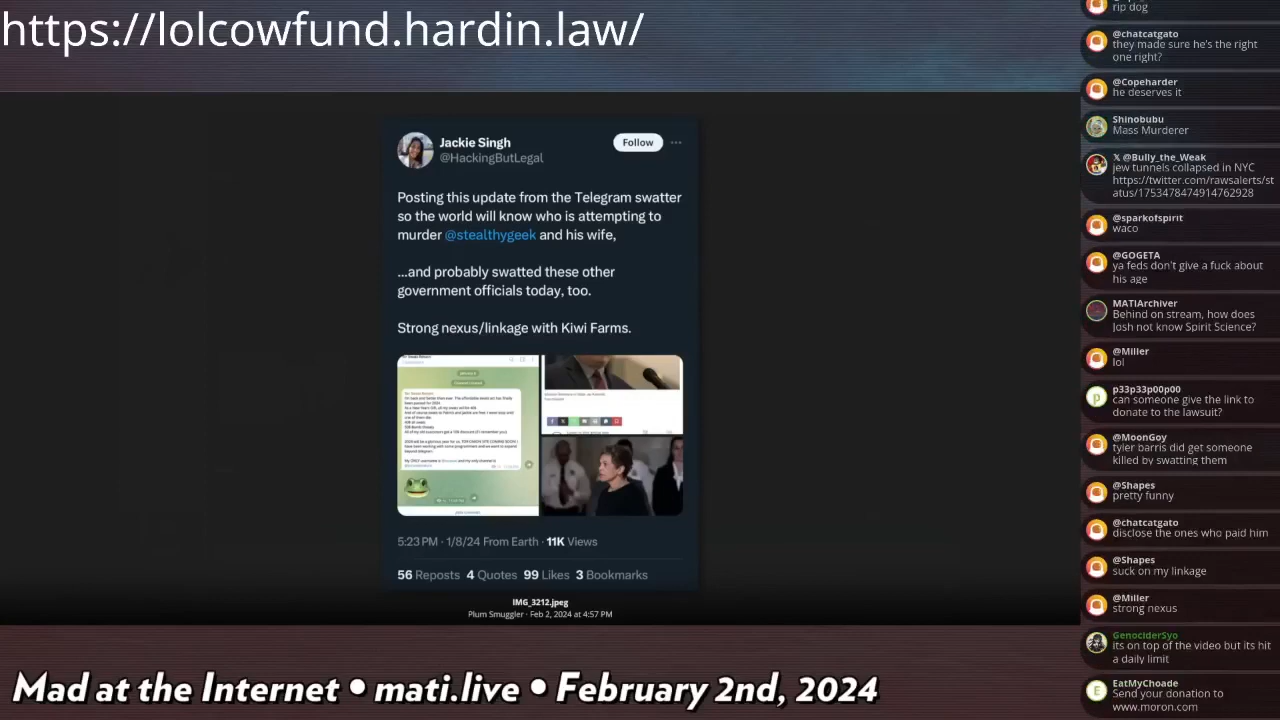 https://lolcowfund.hardin.law/
Jackie Singh
@HackingButLegal
Follow
Posting this update from the Telegram swatter
so the world will know who is attempting to
murder @stealthygeek and his wife,
...and probably swatted these other
government officials today, too.
Strong nexus/linkage with Kiwi Farms.
5:23 PM · 1/8/24 From Earth · 11K Views
56 Reposts 4 Quotes 99 Likes 3 Bookmarks
IMG_3212.jpeg
Plum Smuggler · Feb 2, 2024 at 4:57 PM
Mad at the Internet • mati.live • February 2nd, 2024
rip dog
@chatcatgato
they made sure he's the right
one right?
@Copeharder
he deserves it
Shinobubu
Mass Murderer
𝕏 @Bully_the_Weak
jew tunnels collapsed in NYC
https://twitter.com/rawsalerts/st
atus/1753478474914762928
@sparkofspirit
waco
@GOGETA
ya feds don't give a fuck about
his age
MATIArchiver
Behind on stream, how does
Josh not know Spirit Science?
@Miller
lol
p33p33p00p00
can someone give the link to
donate to the lawsuit?
@MoonGoy
tyler barris did get someone
killed by swatting them
@Shapes
pretty funny
@chatcatgato
disclose the ones who paid him
@Shapes
suck on my linkage
@Miller
strong nexus
GenociderSyo
its on top of the video but its hit
a daily limit
E
EatMyChoade
Send your donation to
www.moron.com